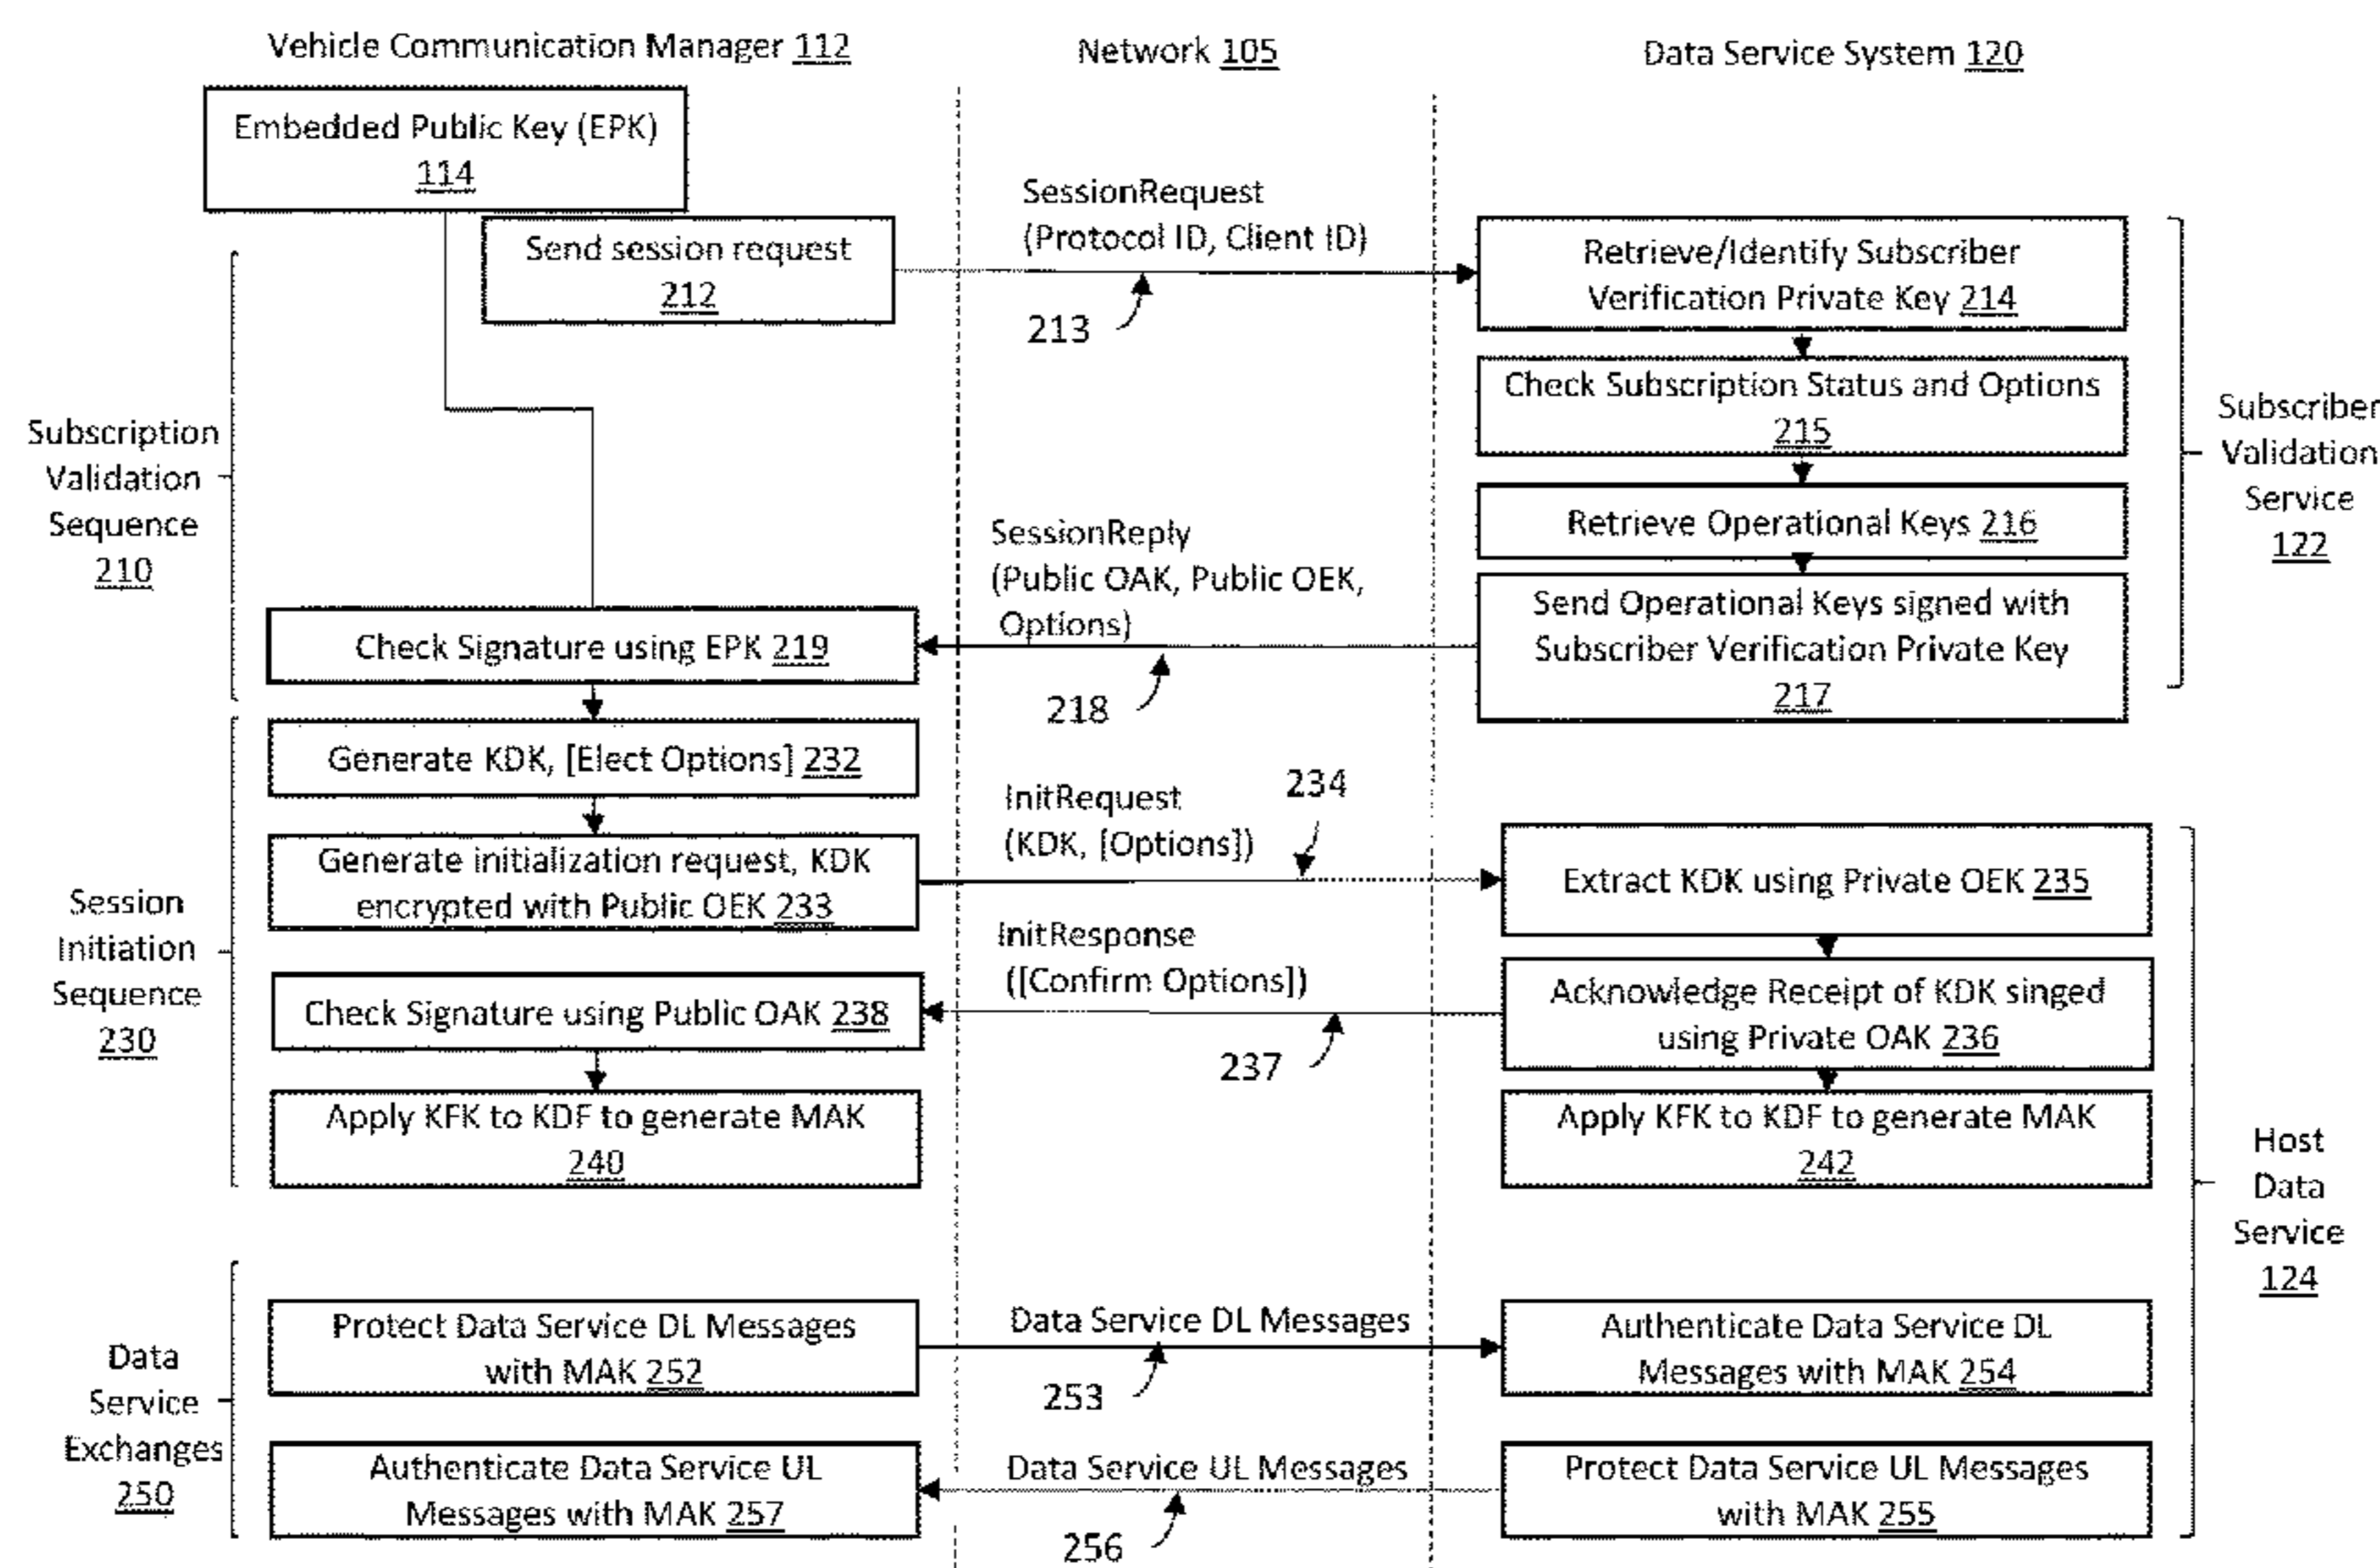 Vehicle Communication Manager 112
Network 105
Data Service System 120
Embedded Public Key (EPK)
114
Send session request
212
SessionRequest
(Protocol ID, Client ID)
213
Retrieve/Identify Subscriber
Verification Private Key 214
Check Subscription Status and Options
215
Retrieve Operational Keys 216
Send Operational Keys signed with
Subscriber Verification Private Key
217
Subscriber
Validation
Service
122
Subscription
Validation
Sequence
210
SessionReply
(Public OAK, Public OEK,
Options)
218
Check Signature using EPK 219
Generate KDK, [Elect Options] 232
Generate initialization request, KDK
encrypted with Public OEK 233
InitRequest
(KDK, [Options])
234
Extract KDK using Private OEK 235
Acknowledge Receipt of KDK singed
using Private OAK 236
InitResponse
([Confirm Options])
237
Check Signature using Public OAK 238
Apply KFK to KDF to generate MAK
240
Apply KFK to KDF to generate MAK
242
Session
Initiation
Sequence
230
Host
Data
Service
124
Data
Service
Exchanges
250
Protect Data Service DL Messages
with MAK 252
Data Service DL Messages
253
Authenticate Data Service DL
Messages with MAK 254
Authenticate Data Service UL
Messages with MAK 257
Data Service UL Messages
256
Protect Data Service UL Messages
with MAK 255